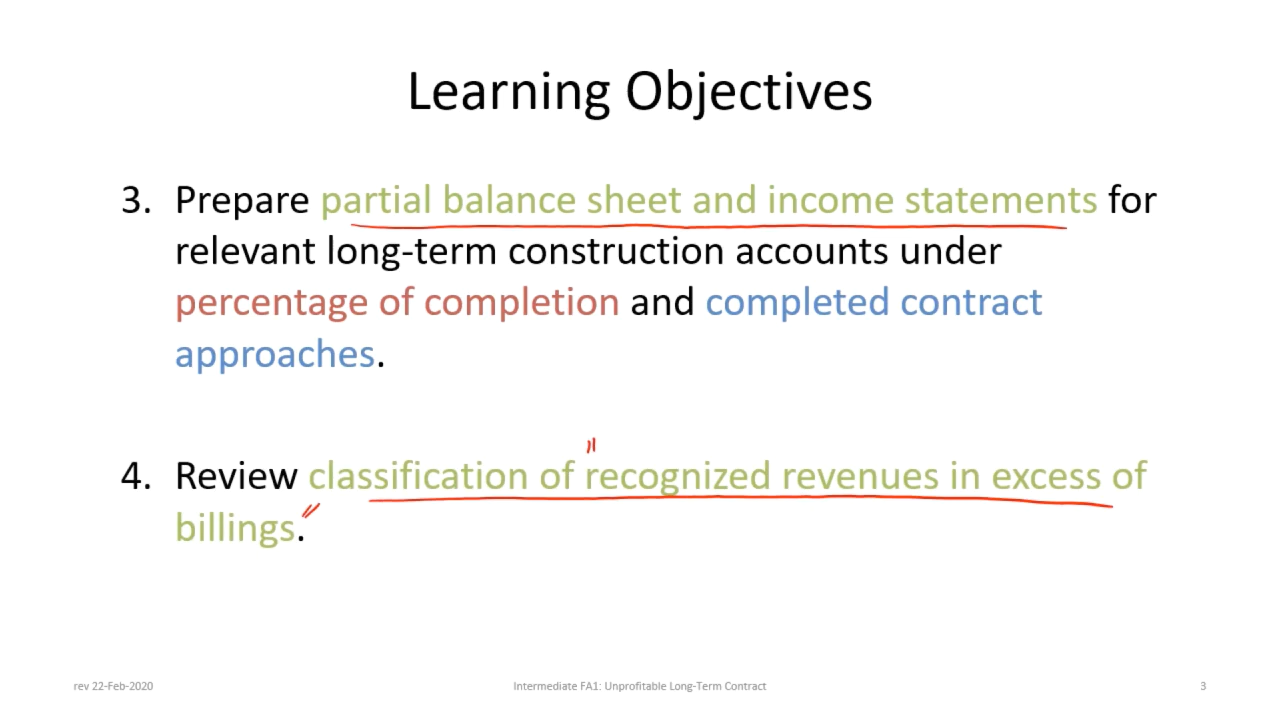 Learning Objectives
3. Prepare partial balance sheet and income statements for
relevant long-term construction accounts under
percentage of completion and completed contract
approaches.
4. Review classification of "recognized revenues in excess of
billings."
rev 22-Feb-2020
Intermediate FA1: Unprofitable Long-Term Contract
3